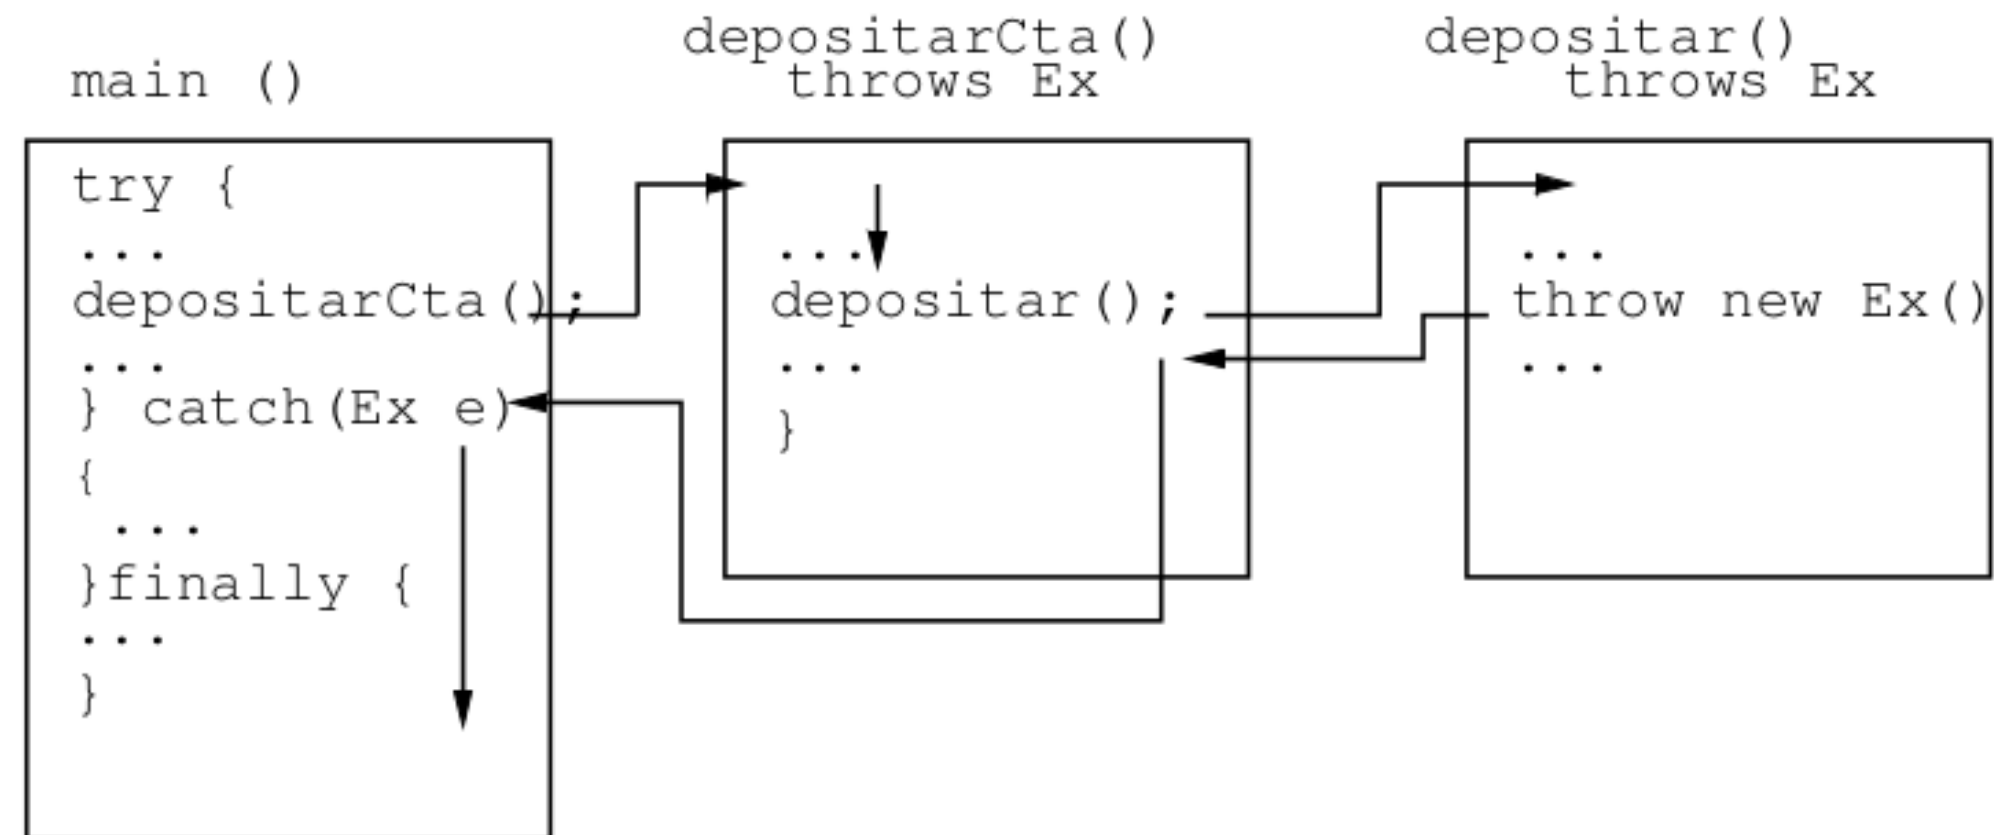 main ()
try {
...
depositarCta();
...
} catch(Ex e)
{
...
}finally {
...
}
depositarCta()
throws Ex
...
depositar();
...
}
depositar()
throws Ex
...
throw new Ex()
...